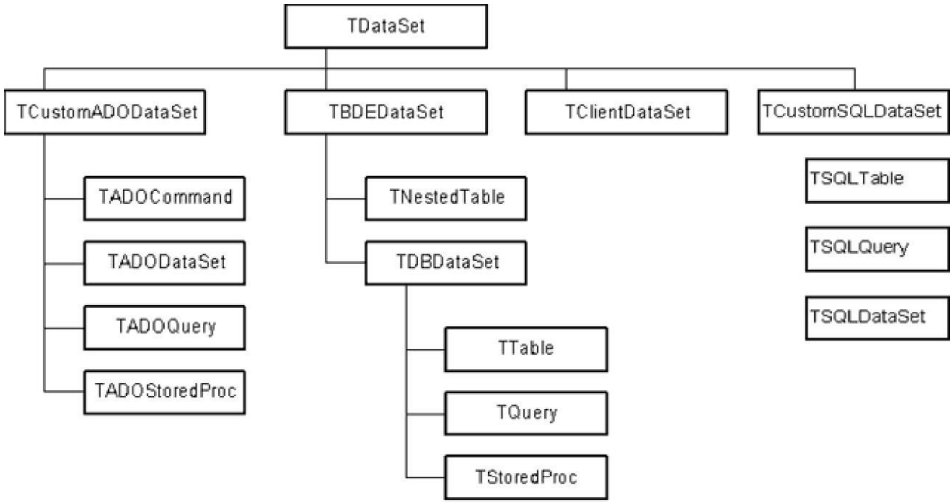 TDataSet
TCustomADODataSet
TBDEDataSet
TClientDataSet
TCustomSQLDataSet
TADOCommand
TNestedTable
TSQLTable
TADODataSet
TDBDataSet
TSQLQuery
TADOQuery
TSQLDataSet
TTable
TADOStoredProc
TQuery
TStoredProc